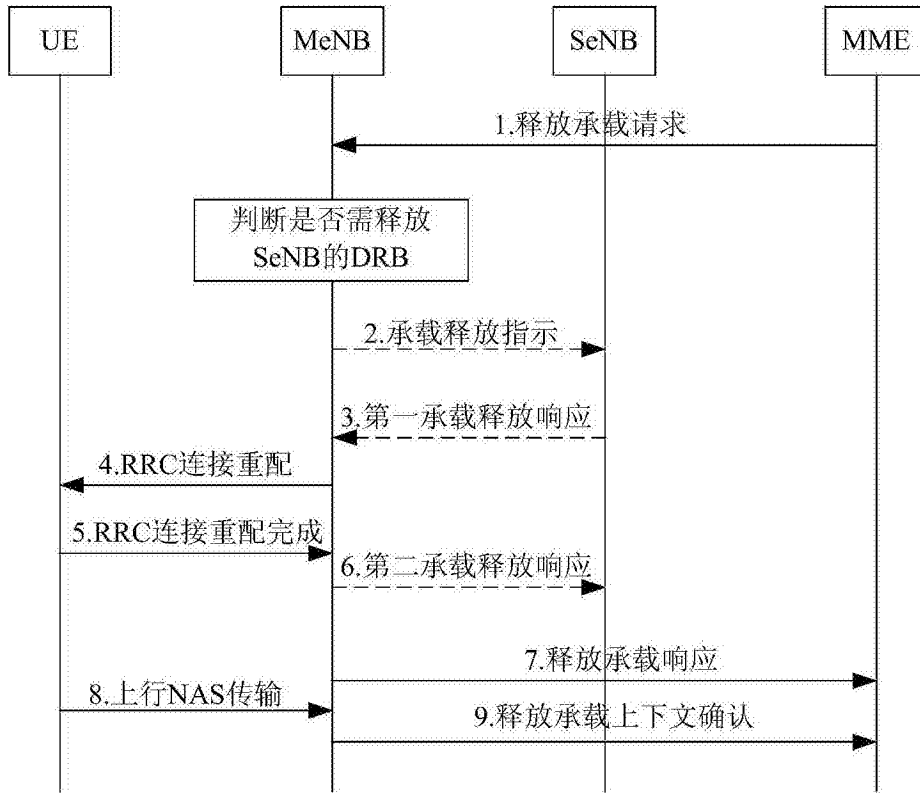 UE
MeNB
SeNB
MME
1.释放承载请求
判断是否需释放
SeNB的DRB
2.承载释放指示
3.第一承载释放响应
4.RRC连接重配
5.RRC连接重配完成
6.第二承载释放响应
7.释放承载响应
8.上行NAS传输
9.释放承载上下文确认